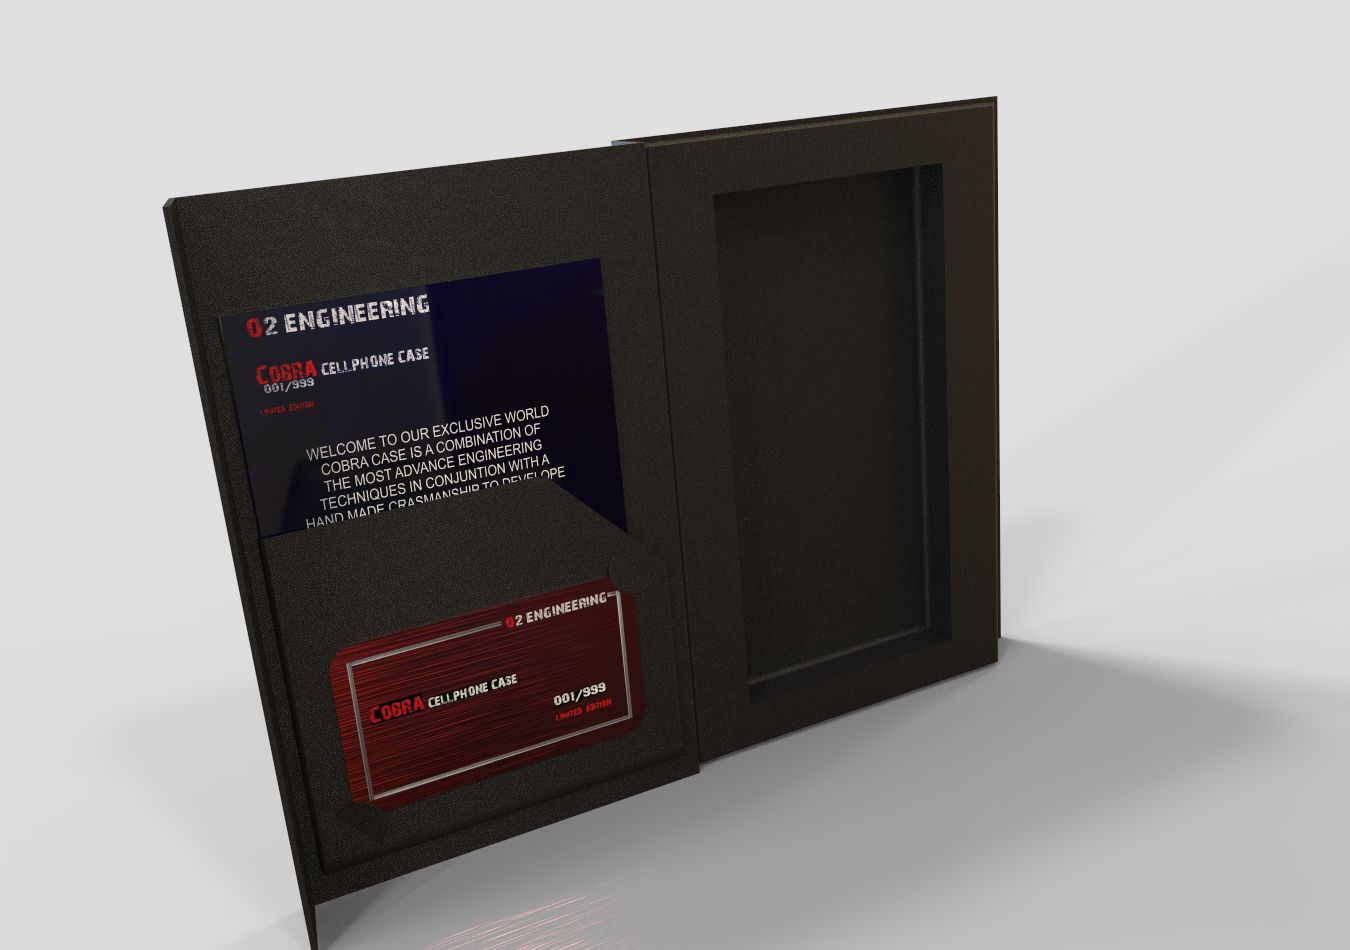 02 ENGINEERING
COBRA CELLPHONE CASE
001/999
LIMITED EDITION
WELCOME TO OUR EXCLUSIVE WORLD
COBRA CASE IS A COMBINATION OF
THE MOST ADVANCE ENGINEERING
TECHNIQUES IN CONJUNTION WITH A
HAND MADE CRASMANSHIP TO DEVELOPE
02 ENGINEERING
COBRA CELLPHONE CASE
001/999
LIMITED EDITION